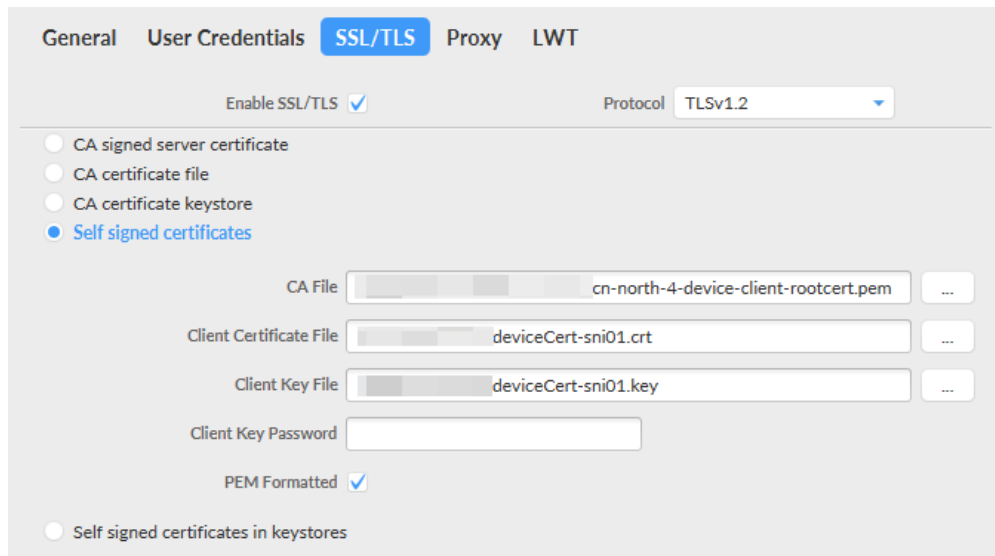 General User Credentials SSL/TLS Proxy LWT
Enable SSL/TLS Protocol TLSv1.2
CA signed server certificate
CA certificate file
CA certificate keystore
Self signed certificates
CA File cn-north-4-device-client-rootcert.pem ...
Client Certificate File deviceCert-sni01.crt ...
Client Key File deviceCert-sni01.key ...
Client Key Password
PEM Formatted
Self signed certificates in keystores